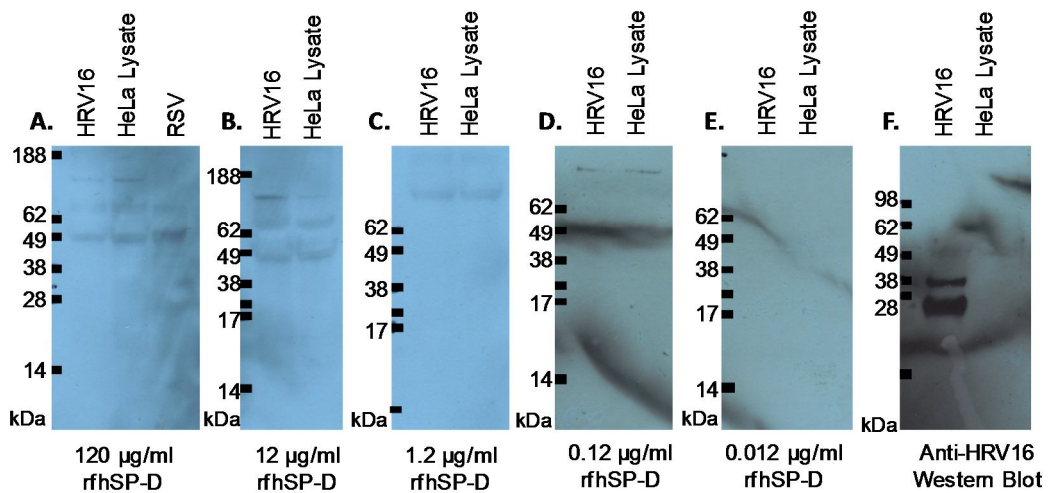 A.
HRV16
HeLa Lysate
RSV
188
62
49
38
28
14
kDa
120 µg/ml
rfhSP-D
B.
HRV16
HeLa Lysate
188
62
49
38
17
14
kDa
12 µg/ml
rfhSP-D
C.
HRV16
HeLa Lysate
62
49
38
17
kDa
1.2 µg/ml
rfhSP-D
D.
HRV16
HeLa Lysate
62
49
38
17
14
kDa
0.12 µg/ml
rfhSP-D
E.
HRV16
HeLa Lysate
62
49
38
17
14
kDa
0.012 µg/ml
rfhSP-D
F.
HRV16
HeLa Lysate
98
62
49
38
28
kDa
Anti-HRV16
Western Blot